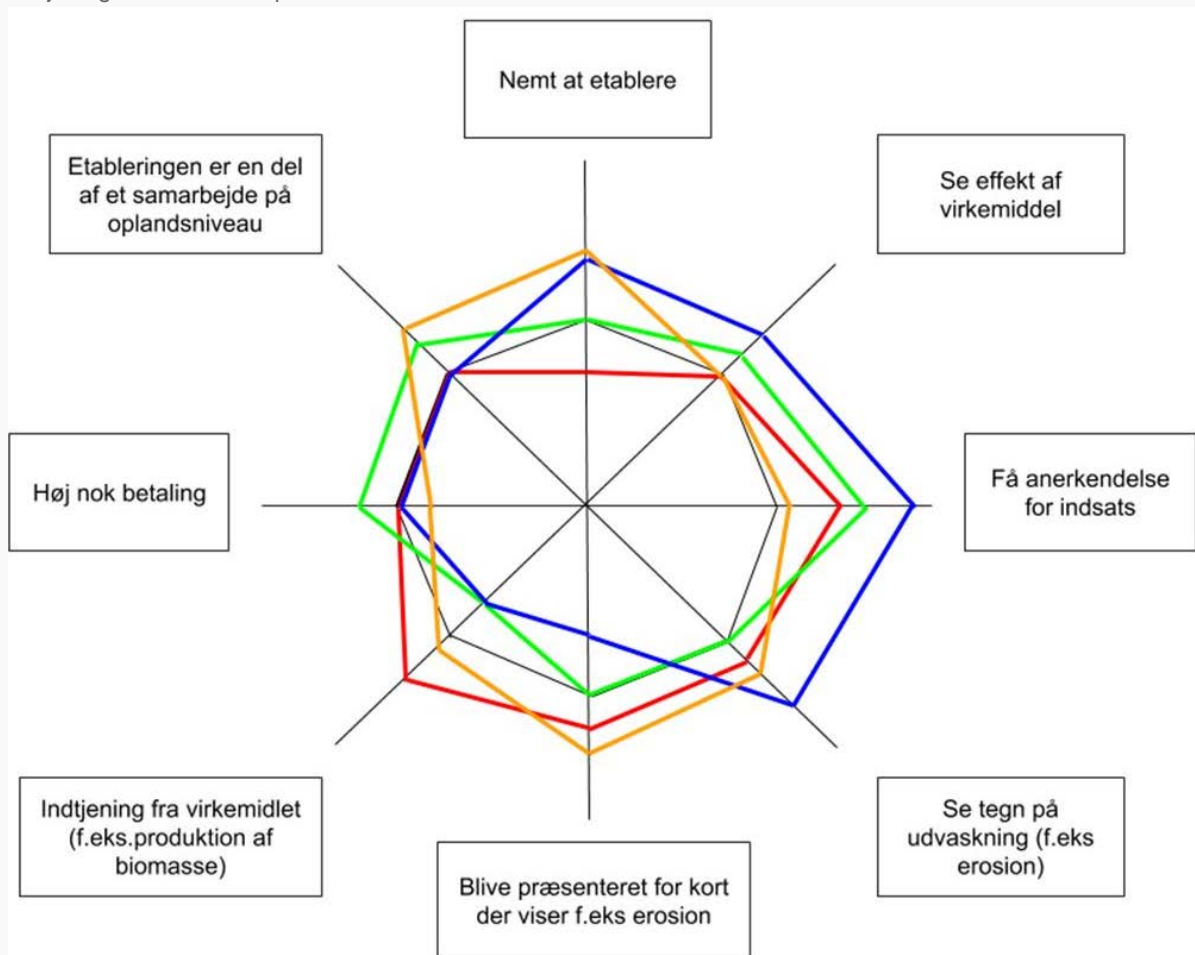 Nemt at etablere
Etableringen er en del
af et samarbejde på
oplandsniveau
Se effekt af
virkemiddel
Høj nok betaling
Få anerkendelse
for indsats
Indtjening fra virkemidlet
(f.eks.produktion af
biomasse)
Blive præsenteret for kort
der viser f.eks erosion
Se tegn på
udvaskning (f.eks
erosion)